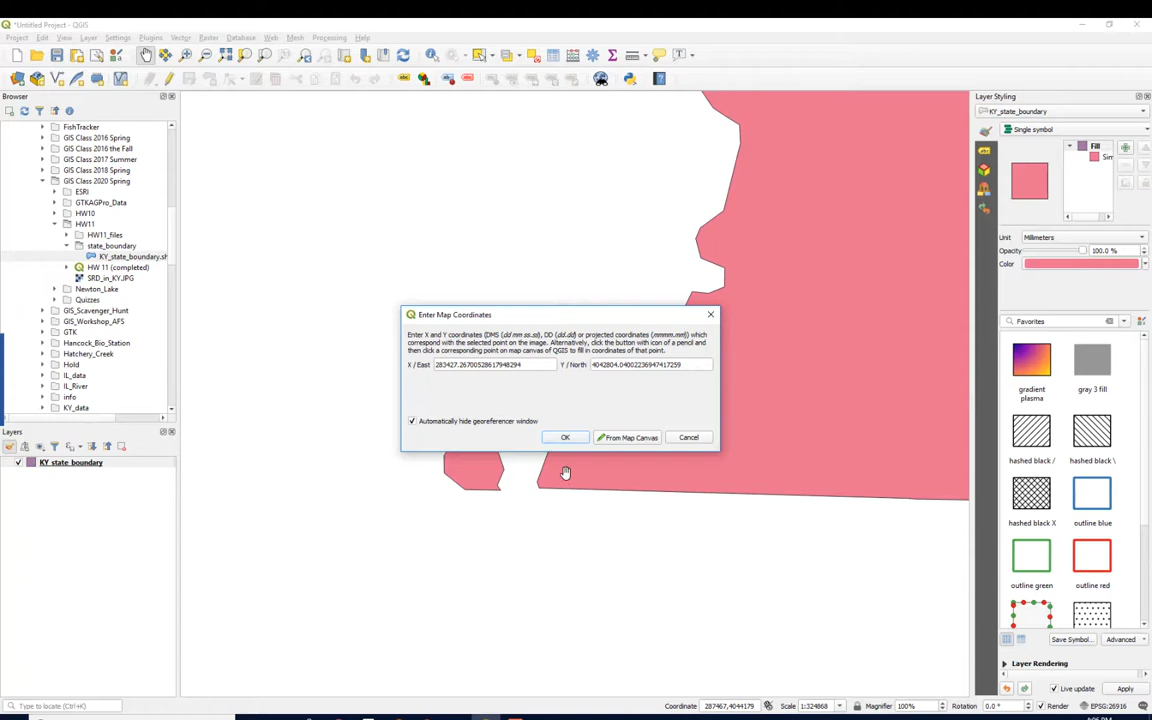 *Untitled Project - QGIS
Project Edit View Layer Settings Plugins Vector Raster Database Web Mesh Processing Help
Browser
FishTracker
GIS Class 2016 Spring
GIS Class 2016 the Fall
GIS Class 2017 Summer
GIS Class 2018 Spring
GIS Class 2020 Spring
ESRI
GTKAGPro_Data
HW10
HW11
HW11_files
state_boundary
KY_state_boundary.sh
HW 11 (completed)
SRD_in_KY.JPG
Newton_Lake
Quizzes
GIS_Scavenger_Hunt
GIS_Workshop_AFS
GTK
Hancock_Bio_Station
Hatchery_Creek
Hold
IL_data
IL_River
info
KY_data
Layers
KY state boundary
Enter Map Coordinates
Enter X and Y coordinates (DMS (dd mm ss.ss), DD (dd.dd) or projected coordinates (mmmm.mm)) which
correspond with the selected point on the image. Alternatively, click the button with icon of a pencil and
then click a corresponding point on map canvas of QGIS to fill in coordinates of that point.
X / East 283427.26700528617948294 Y / North 4042804.04002236947417259
Automatically hide georeferencer window
OK From Map Canvas Cancel
Layer Styling
KY_state_boundary
Single symbol
Fill
Sim
Unit Millimeters
Opacity 100.0 %
Color
Favorites
gradient
plasma
gray 3 fill
hashed black /
hashed black \
hashed black X
outline blue
outline green
outline red
Save Symbol...
Advanced
Layer Rendering
Live update
Apply
Type to locate (Ctrl+K)
Coordinate 287467,4044179 Scale 1:324868 Magnifier 100% Rotation 0.0 ° Render EPSG:26916